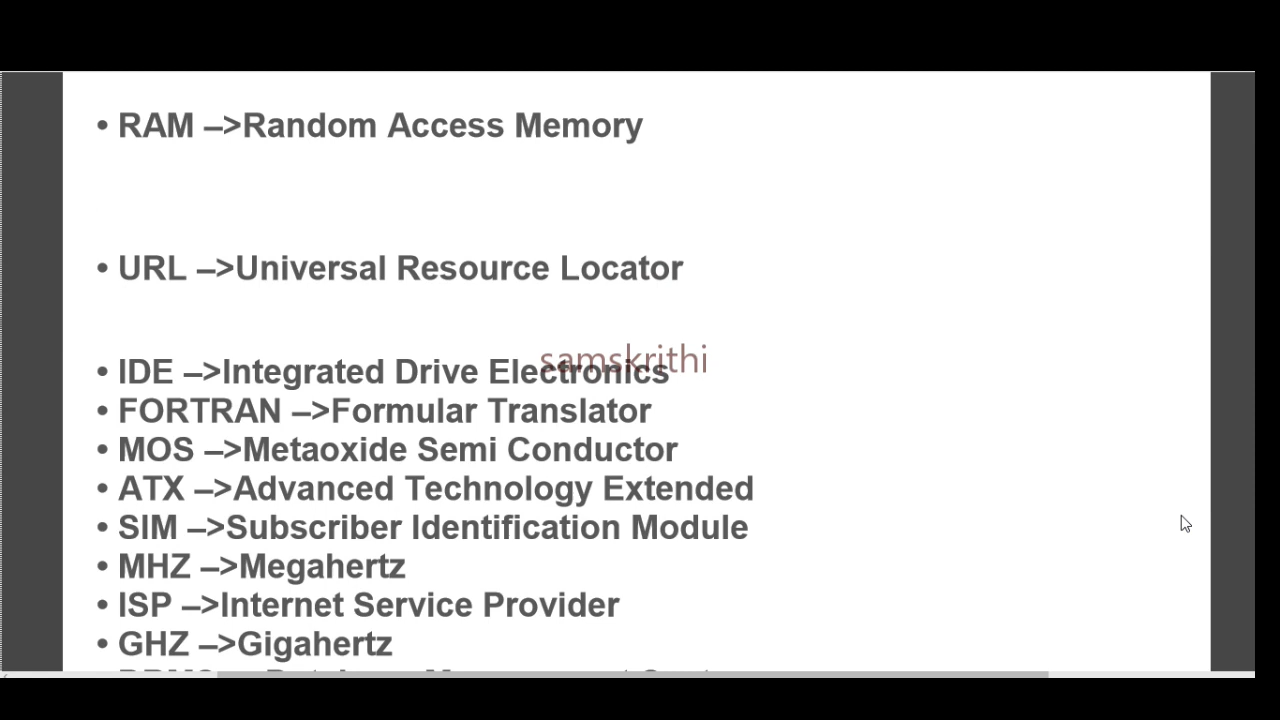 • RAM –>Random Access Memory
• URL –>Universal Resource Locator
samskrithi
• IDE –>Integrated Drive Electronics
• FORTRAN –>Formular Translator
• MOS –>Metaoxide Semi Conductor
• ATX –>Advanced Technology Extended
• SIM –>Subscriber Identification Module
• MHZ –>Megahertz
• ISP –>Internet Service Provider
• GHZ –>Gigahertz